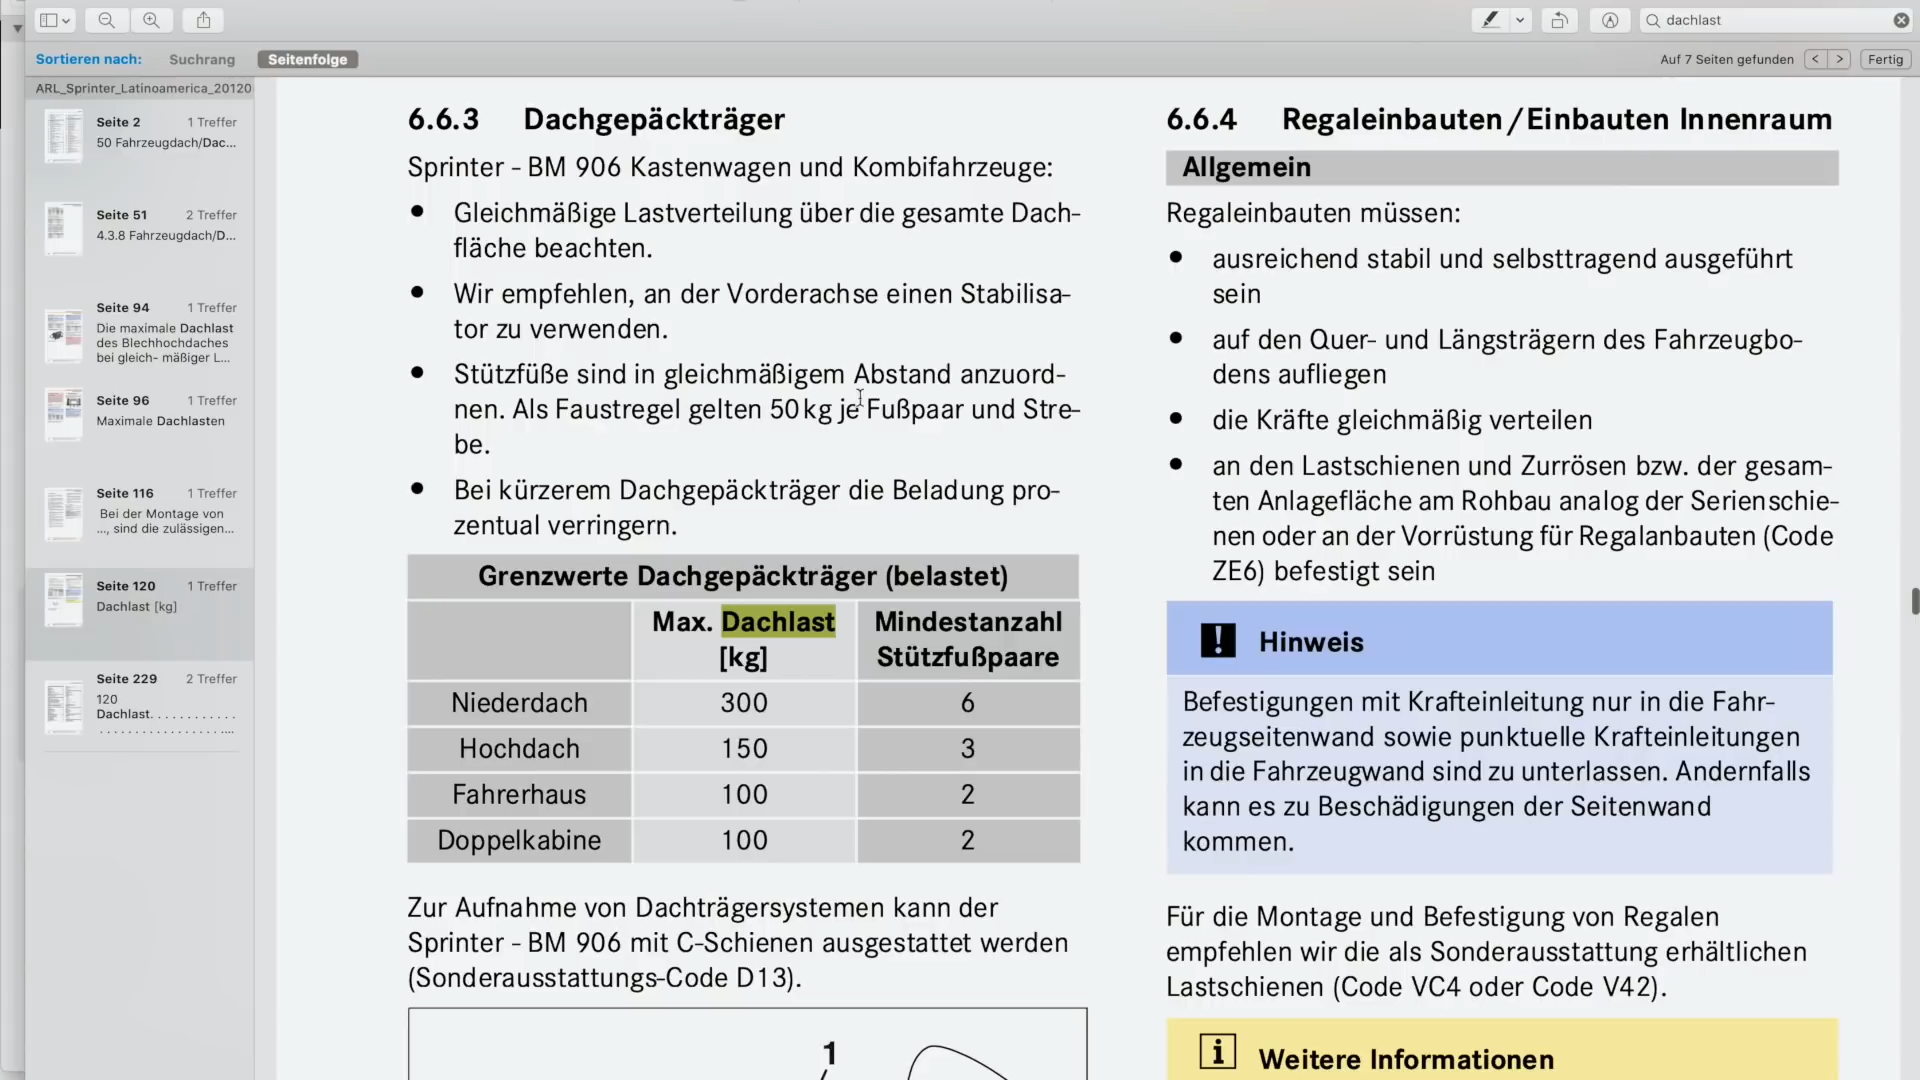 dachlast
Sortieren nach:
Suchrang
Seitenfolge
Auf 7 Seiten gefunden
<
>
Fertig
ARL_Sprinter_Latinoamerica_20120
Seite 2 1 Treffer
50 Fahrzeugdach/Dac...
Seite 51 2 Treffer
4.3.8 Fahrzeugdach/D...
Seite 94 1 Treffer
Die maximale Dachlast
des Blechhochdaches
bei gleich- mäßiger L...
Seite 96 1 Treffer
Maximale Dachlasten
Seite 116 1 Treffer
Bei der Montage von
..., sind die zulässigen...
Seite 120 1 Treffer
Dachlast [kg]
Seite 229 2 Treffer
120
Dachlast. . . . . . . . . . . .
. . . . . . . . . . . . . . . . . ....
6.6.3 Dachgepäckträger
Sprinter - BM 906 Kastenwagen und Kombifahrzeuge:
• Gleichmäßige Lastverteilung über die gesamte Dach-
fläche beachten.
• Wir empfehlen, an der Vorderachse einen Stabilisa-
tor zu verwenden.
• Stützfüße sind in gleichmäßigem Abstand anzuord-
nen. Als Faustregel gelten 50 kg je Fußpaar und Stre-
be.
• Bei kürzerem Dachgepäckträger die Beladung pro-
zentual verringern.
Grenzwerte Dachgepäckträger (belastet)
Max. Dachlast Mindestanzahl
[kg] Stützfußpaare
Niederdach 300 6
Hochdach 150 3
Fahrerhaus 100 2
Doppelkabine 100 2
Zur Aufnahme von Dachträgersystemen kann der
Sprinter - BM 906 mit C-Schienen ausgestattet werden
(Sonderausstattungs-Code D13).
1
6.6.4 Regaleinbauten/Einbauten Innenraum
Allgemein
Regaleinbauten müssen:
• ausreichend stabil und selbsttragend ausgeführt
sein
• auf den Quer- und Längsträgern des Fahrzeugbo-
dens aufliegen
• die Kräfte gleichmäßig verteilen
• an den Lastschienen und Zurrösen bzw. der gesam-
ten Anlagefläche am Rohbau analog der Serienschie-
nen oder an der Vorrüstung für Regalanbauten (Code
ZE6) befestigt sein
! Hinweis
Befestigungen mit Krafteinleitung nur in die Fahr-
zeugseitenwand sowie punktuelle Krafteinleitungen
in die Fahrzeugwand sind zu unterlassen. Andernfalls
kann es zu Beschädigungen der Seitenwand
kommen.
Für die Montage und Befestigung von Regalen
empfehlen wir die als Sonderausstattung erhältlichen
Lastschienen (Code VC4 oder Code V42).
i Weitere Informationen